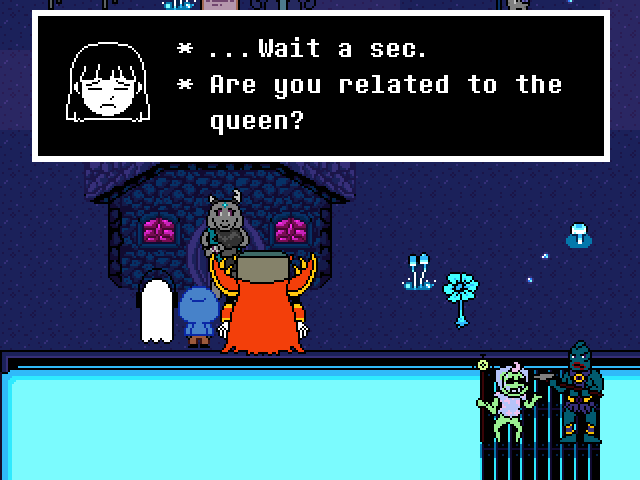 * ...Wait a sec.
* Are you related to the
queen?